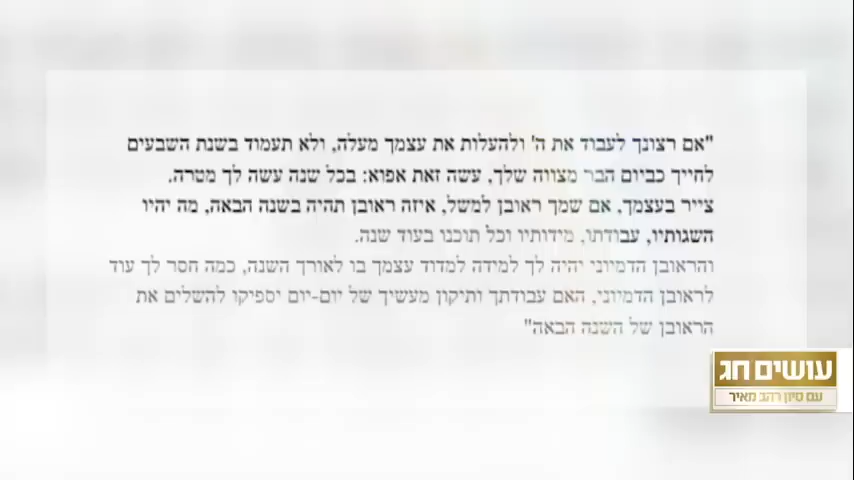 "אם רצונך לעבוד את ה' ולהעלות את עצמך מעלה, ולא תעמוד בשנת השבעים
לחייך כביום הבר מצווה שלך, עשה זאת אפוא: בכל שנה עשה לך מטרה.
צייר בעצמך, אם שמך ראובן למשל, איזה ראובן תהיה בשנה הבאה, מה יהיו
השגותיו, עבודתו, מידותיו וכל תוכנו בעוד שנה.
והראובן הדמיוני יהיה לך למידה למדוד עצמך בו לאורך השנה, כמה חסר לך עוד
לראובן הדמיוני, האם עבודתך ותיקון מעשיך של יום-יום יספיקו להשלים את
הראובן של השנה הבאה"
עושים חג
עם סיון רהב מאיר